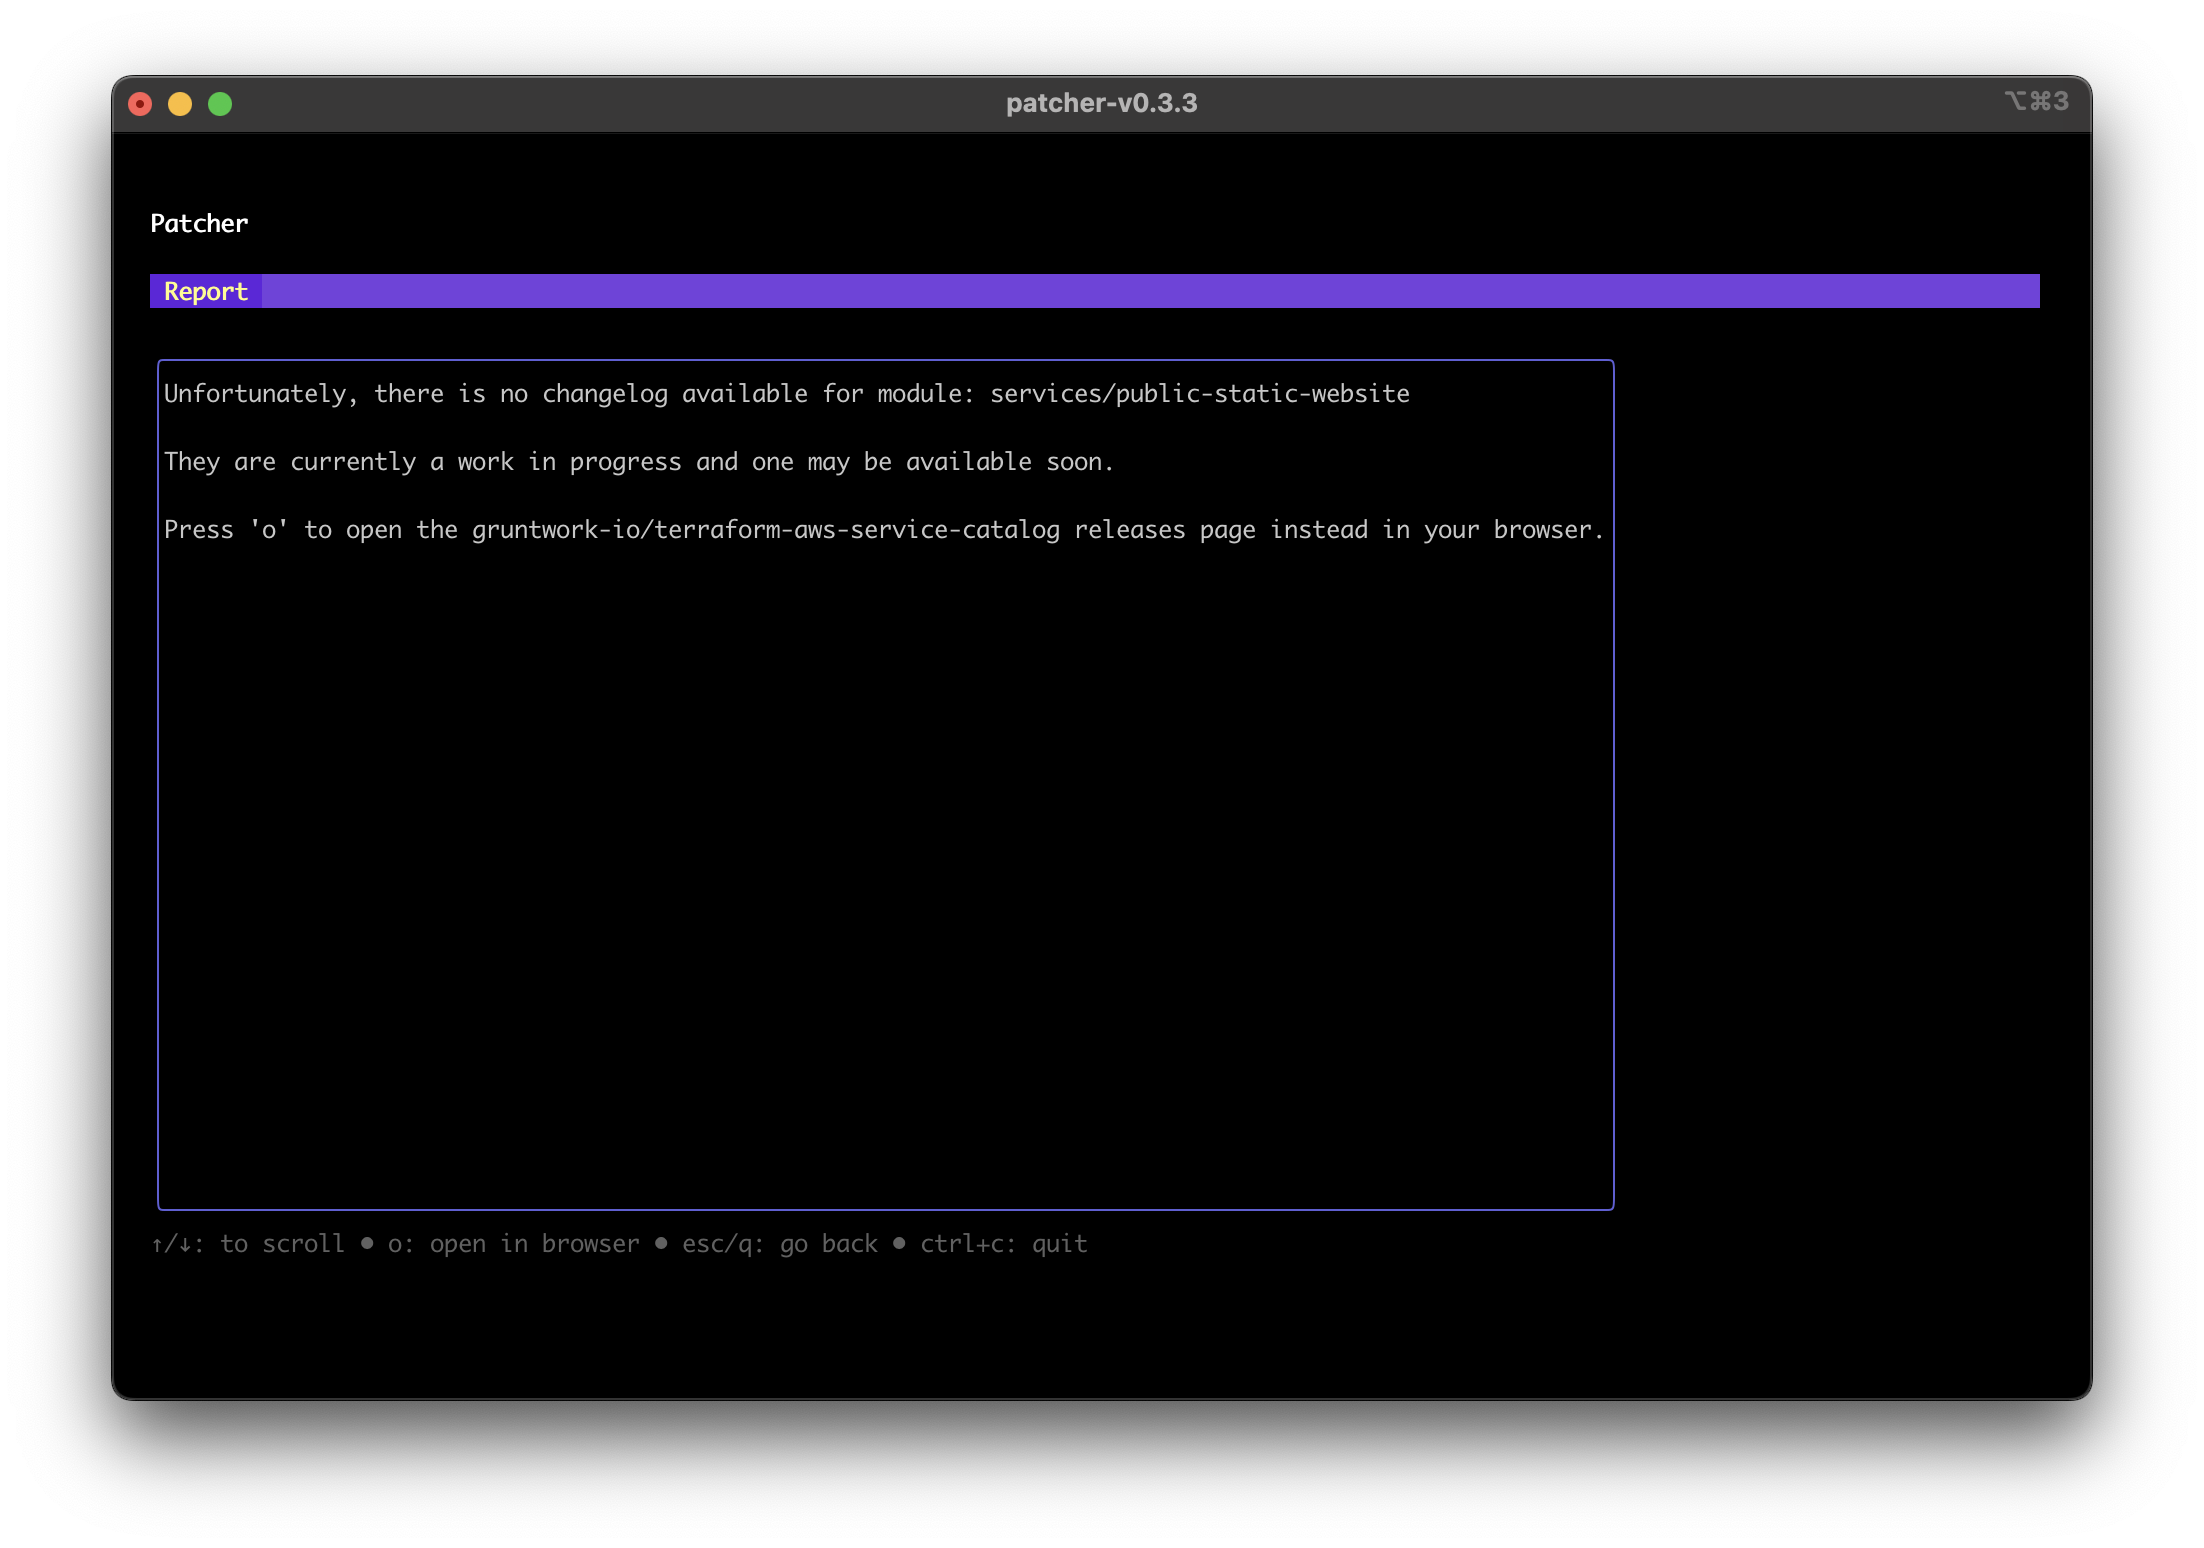 patcher-v0.3.3
⌥⌘3
Patcher
Report
Unfortunately, there is no changelog available for module: services/public-static-website
They are currently a work in progress and one may be available soon.
Press 'o' to open the gruntwork-io/terraform-aws-service-catalog releases page instead in your browser.
↑/↓: to scroll ● o: open in browser ● esc/q: go back ● ctrl+c: quit